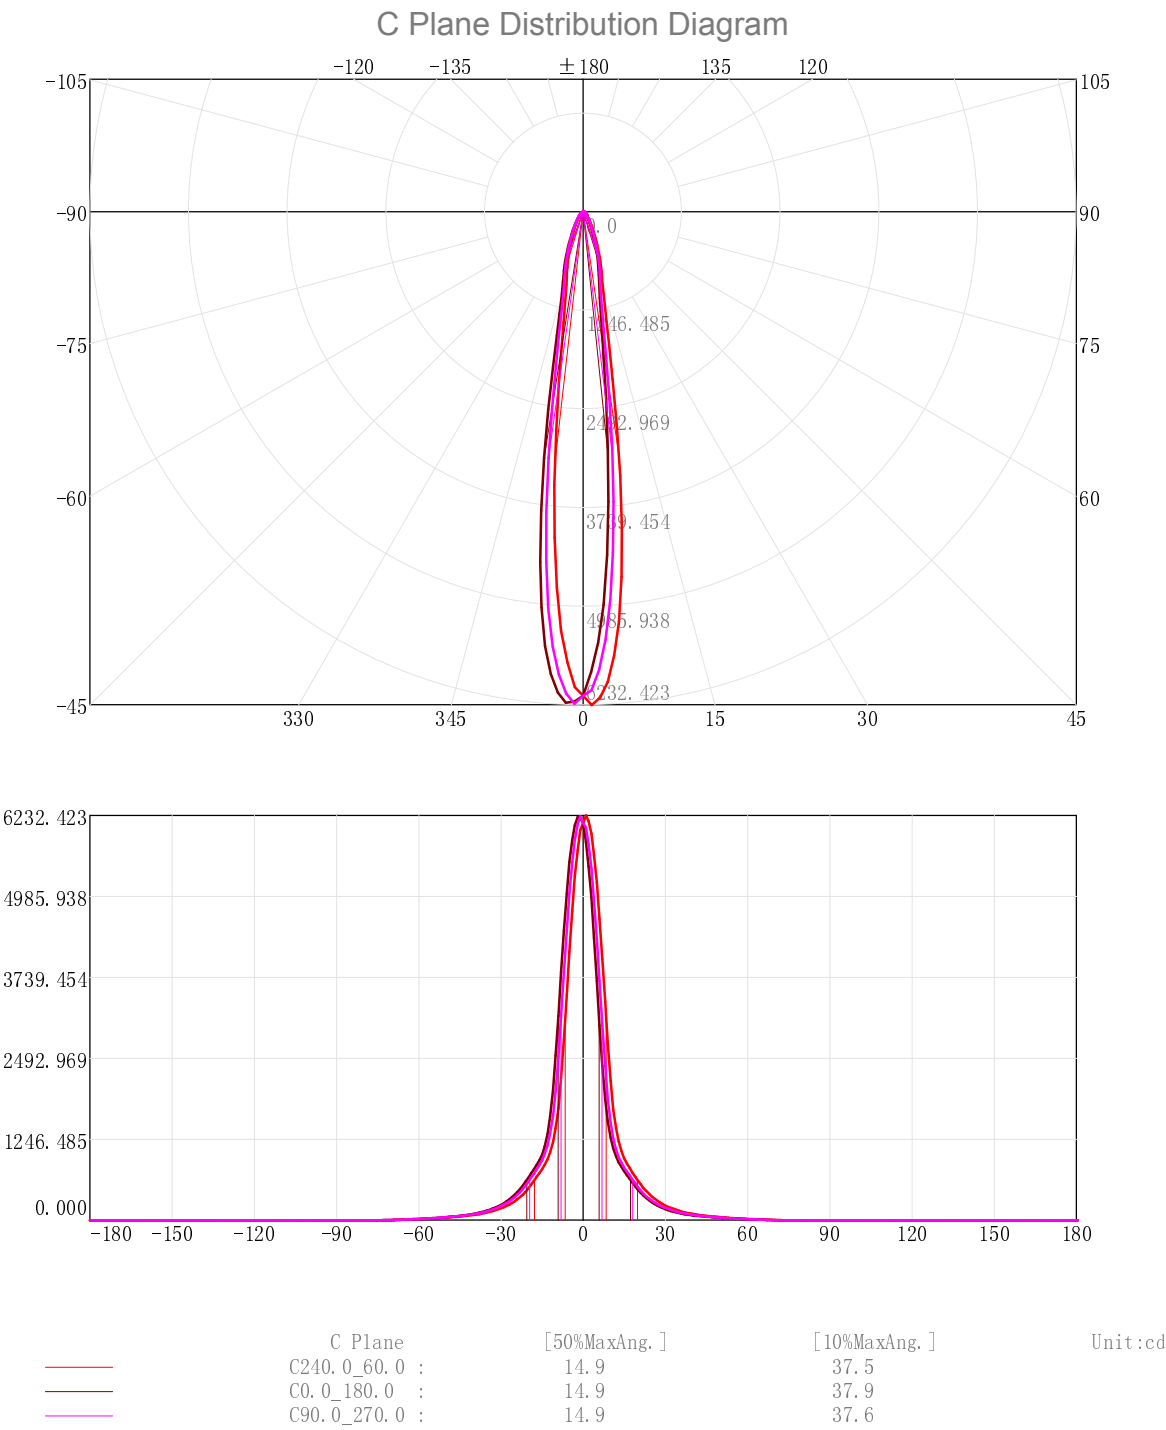 C Plane Distribution Diagram
-120 -135 ±180 135 120
-105 105
-90 90
0.0
1246.485
-75 75
2492.969
-60 60
3739.454
4985.938
6232.423
-45
330 345 0 15 30 45
6232.423
4985.938
3739.454
2492.969
1246.485
0.000
-180 -150 -120 -90 -60 -30 0 30 60 90 120 150 180
C Plane [50%MaxAng.] [10%MaxAng.] Unit:cd
C240.0_60.0 : 14.9 37.5
C0.0_180.0 : 14.9 37.9
C90.0_270.0 : 14.9 37.6